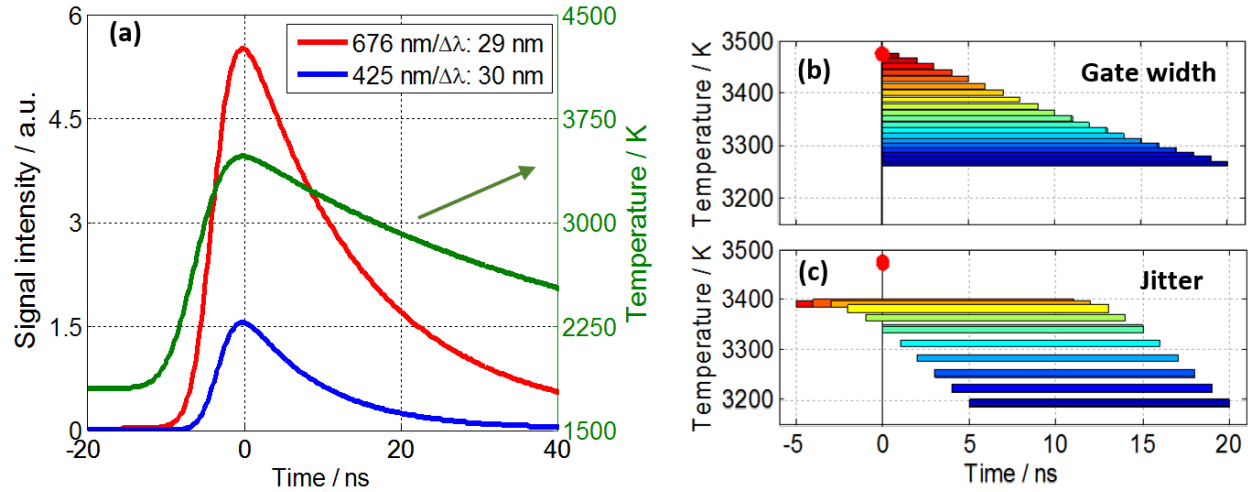 (a)
676 nm/Δλ: 29 nm
425 nm/Δλ: 30 nm
Signal intensity / a.u.
6
4.5
3
1.5
0
-20
0
20
40
Time / ns
4500
3750
3000
2250
1500
Temperature / K
(b)
Gate width
Temperature / K
3500
3400
3300
3200
(c)
Jitter
Temperature / K
3500
3400
3300
3200
-5
0
5
10
15
20
Time / ns